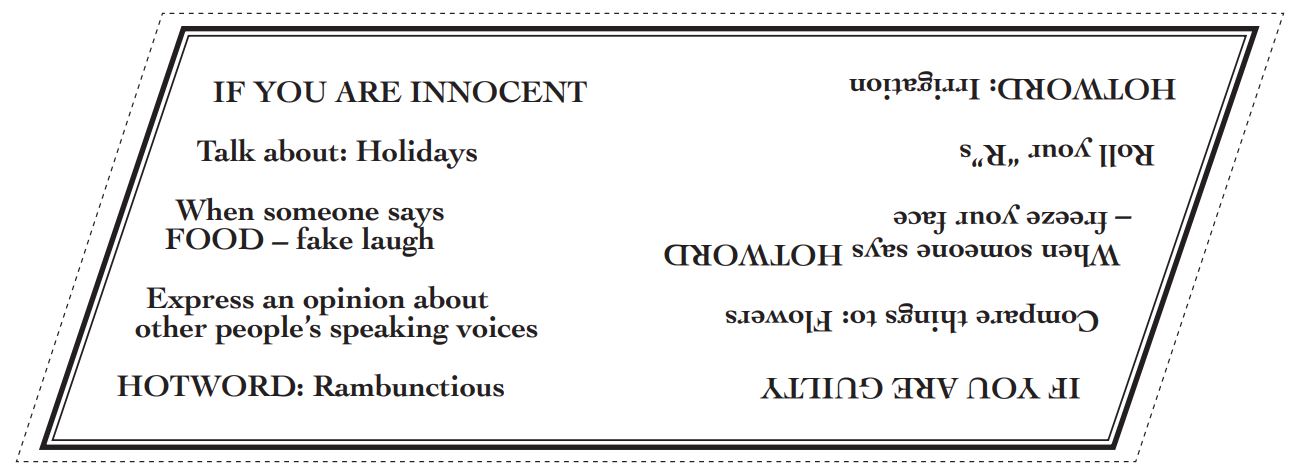 IF YOU ARE INNOCENT
Talk about: Holidays
When someone says
FOOD – fake laugh
Express an opinion about
other people’s speaking voices
HOTWORD: Rambunctious
IF YOU ARE GUILTY
Compare things to: Flowers
When someone says HOTWORD
– freeze your face
Roll your “R”s
HOTWORD: Irrigation